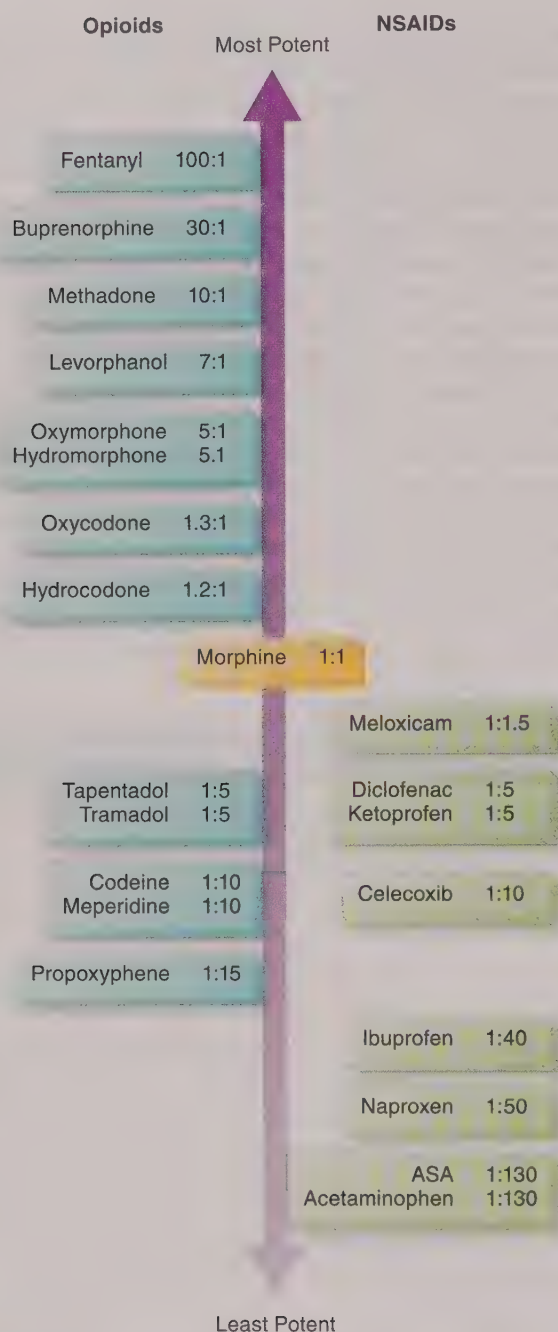 Opioids
NSAIDs
Most Potent
Fentanyl 100:1
Buprenorphine 30:1
Methadone 10:1
Levorphanol 7:1
Oxymorphone 5:1
Hydromorphone 5.1
Oxycodone 1.3:1
Hydrocodone 1.2:1
Morphine 1:1
Meloxicam 1:1.5
Tapentadol 1:5
Tramadol 1:5
Diclofenac 1:5
Ketoprofen 1:5
Codeine 1:10
Meperidine 1:10
Celecoxib 1:10
Propoxyphene 1:15
Ibuprofen 1:40
Naproxen 1:50
ASA 1:130
Acetaminophen 1:130
Least Potent